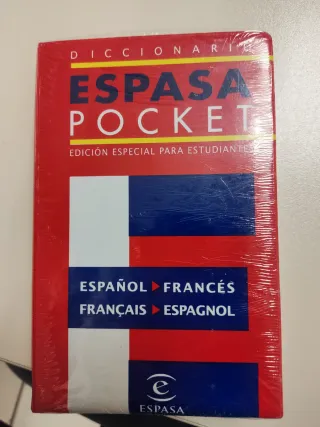 DICCIONARIO
ESPASA
POCKET
EDICIÓN ESPECIAL PARA ESTUDIANTES
ESPAÑOL ▶ FRANCÉS
FRANÇAIS ▶ ESPAGNOL
ESPASA